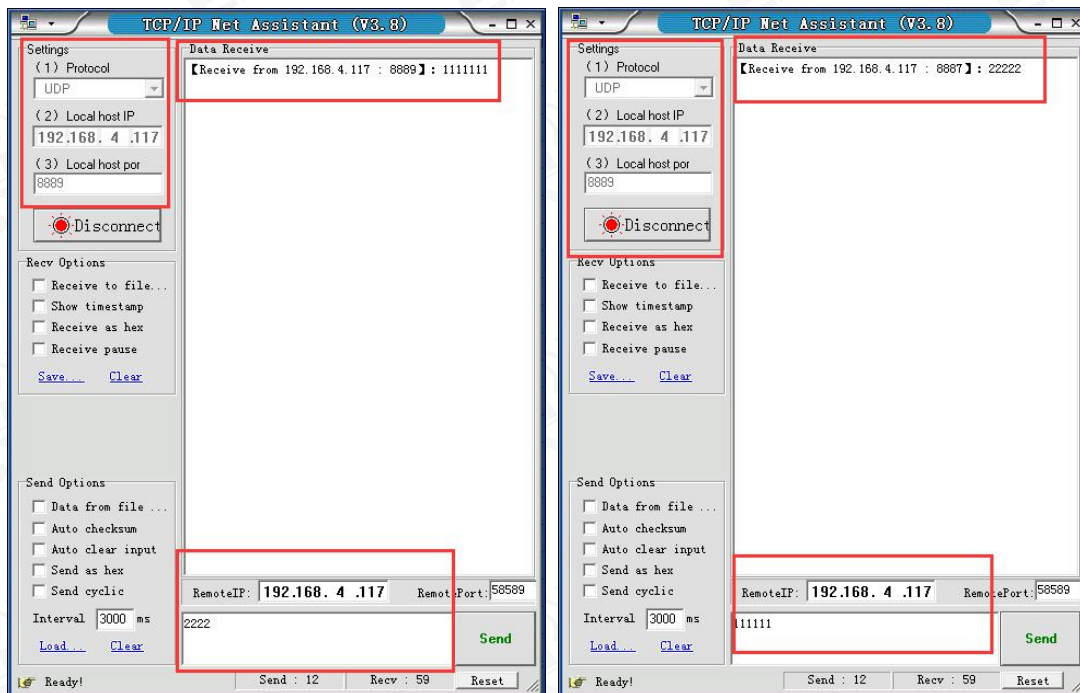 TCP/IP Net Assistant (V3.8)
Settings
(1) Protocol
UDP
(2) Local host IP
192.168. 4 .117
(3) Local host por
8889
Disconnect
Recv Options
Receive to file...
Show timestamp
Receive as hex
Receive pause
Save... Clear
Send Options
Data from file ...
Auto checksum
Auto clear input
Send as hex
Send cyclic
Interval 3000 ms
Load... Clear
Ready!
Data Receive
【Receive from 192.168.4.117 : 8889】: 1111111
RemoteIP: 192.168. 4 .117 RemotePort: 58589
2222
Send
Send : 12 Recv : 59 Reset
TCP/IP Net Assistant (V3.8)
Settings
(1) Protocol
UDP
(2) Local host IP
192.168. 4 .117
(3) Local host por
8889
Disconnect
Recv Options
Receive to file...
Show timestamp
Receive as hex
Receive pause
Save... Clear
Send Options
Data from file ...
Auto checksum
Auto clear input
Send as hex
Send cyclic
Interval 3000 ms
Load... Clear
Ready!
Data Receive
【Receive from 192.168.4.117 : 8887】: 22222
RemoteIP: 192.168. 4 .117 RemotePort: 58589
111111
Send
Send : 12 Recv : 59 Reset